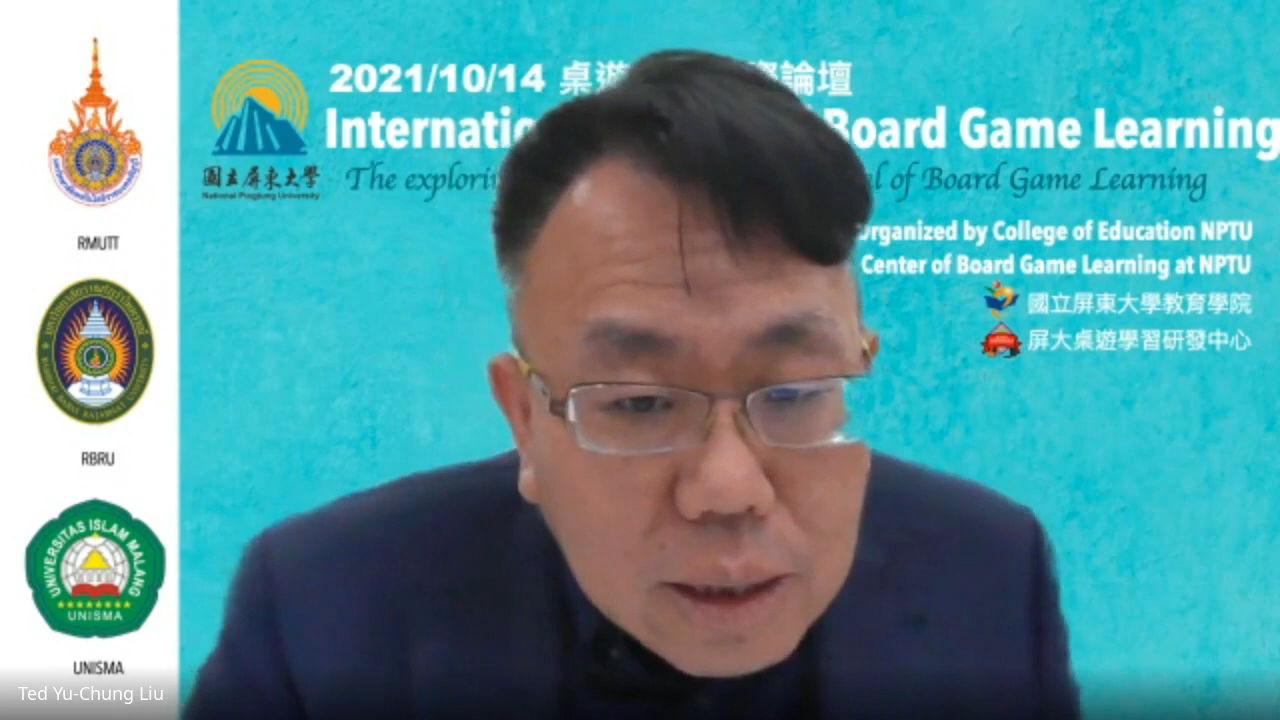 2021/10/14 桌遊 論壇
Board Game Learning
The of Board Game Learning
國立屏東大學
National Pingtung University
Organized by College of Education NPTU
Center of Board Game Learning at NPTU
國立屏東大學教育學院
屏大桌遊學習研發中心
RMUTT
RBRU
UNIVERSITAS ISLAM MALANG
UNISMA
UNISMA
Ted Yu-Chung Liu